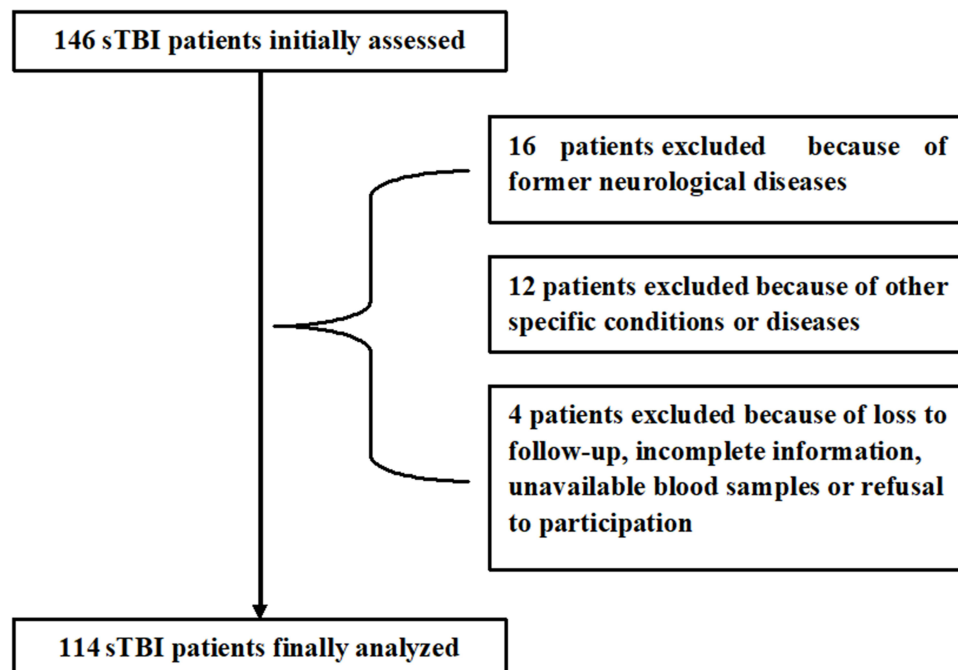 146 sTBI patients initially assessed
16 patients excluded because of
former neurological diseases
12 patients excluded because of other
specific conditions or diseases
4 patients excluded because of loss to
follow-up, incomplete information,
unavailable blood samples or refusal
to participation
114 sTBI patients finally analyzed